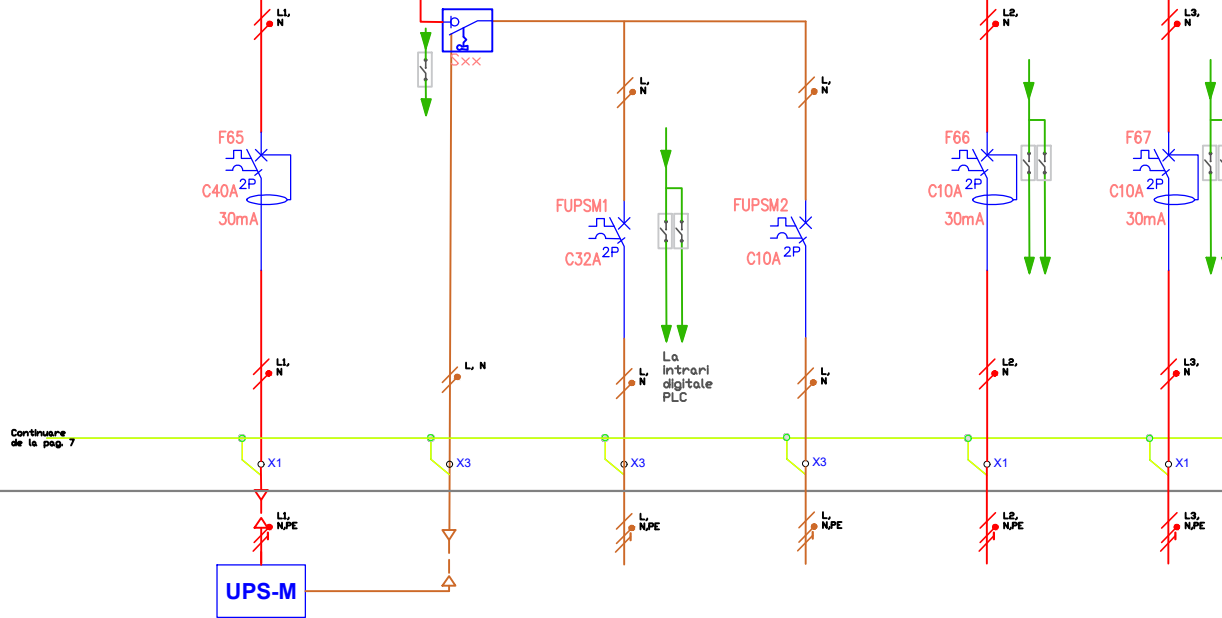 L1,
N
L2,
N
L3,
N
Sxx
L,
N
L,
N
F65
2P
C40A
30mA
F66
2P
C10A
30mA
F67
2P
C10A
30mA
FUPSM1
2P
C32A
FUPSM2
2P
C10A
La
intrari
digitale
PLC
L1,
N
L, N
L,
N
L,
N
L2,
N
L3,
N
Continuare
de la pag. 7
X1
X3
X3
X3
X1
X1
L1,
N,PE
L,
N,PE
L,
N,PE
L2,
N,PE
L3,
N,PE
UPS-M